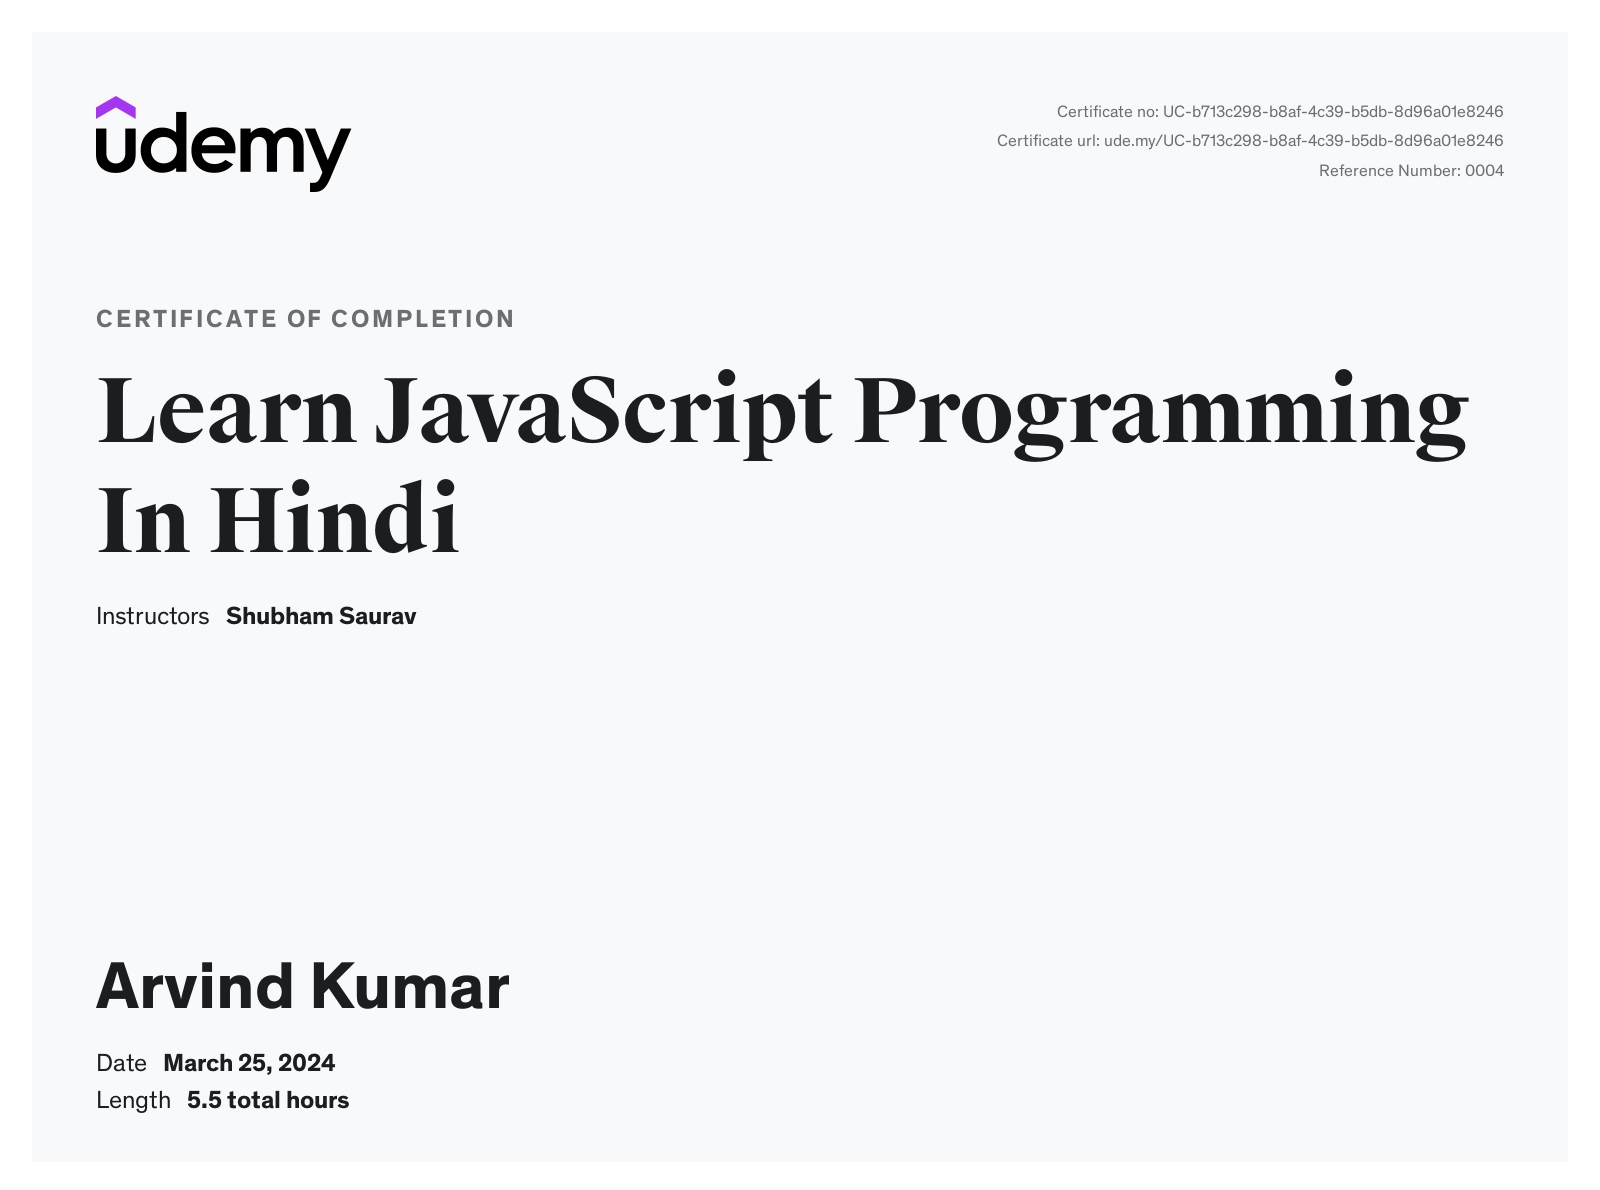 udemy
Certificate no: UC-b713c298-b8af-4c39-b5db-8d96a01e8246
Certificate url: ude.my/UC-b713c298-b8af-4c39-b5db-8d96a01e8246
Reference Number: 0004
CERTIFICATE OF COMPLETION
Learn JavaScript Programming
In Hindi
Instructors Shubham Saurav
Arvind Kumar
Date March 25, 2024
Length 5.5 total hours